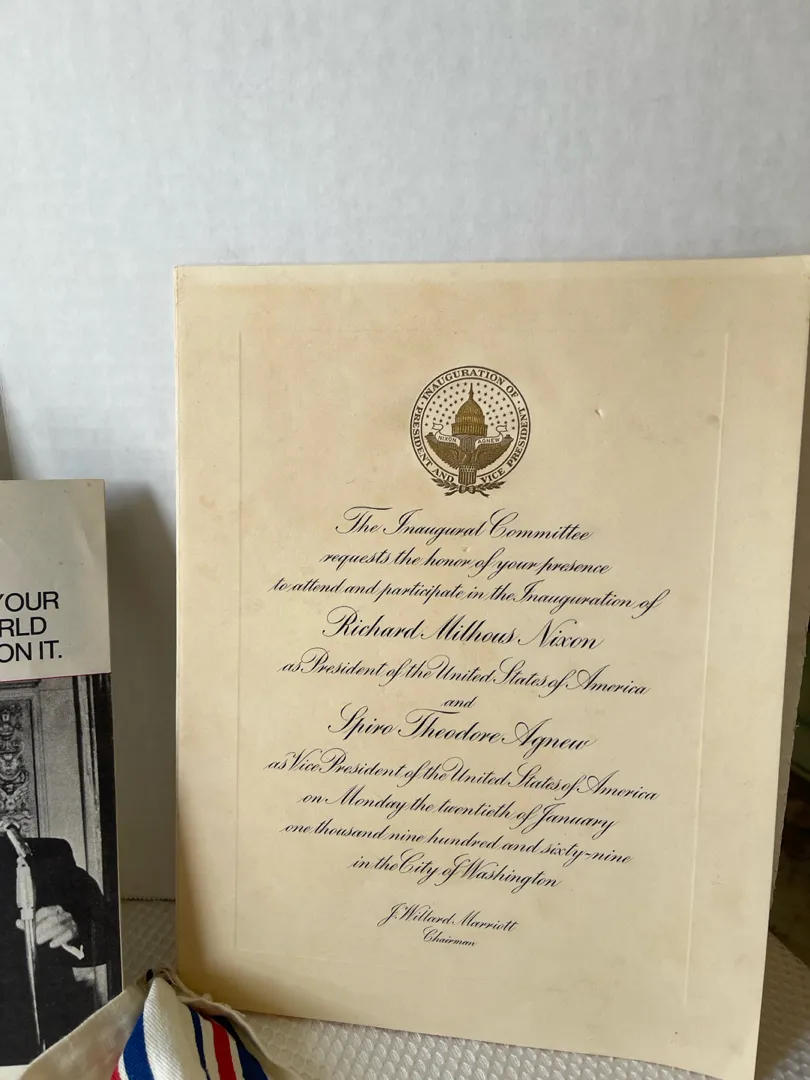 YOUR
RLD
ON IT.
INAUGURATION OF
PRESIDENT AND VICE PRESIDENT
NIXON AGNEW
The Inaugural Committee
requests the honor of your presence
to attend and participate in the Inauguration of
Richard Milhous Nixon
as President of the United States of America
and
Spiro Theodore Agnew
as Vice President of the United States of America
on Monday the twentieth of January
one thousand nine hundred and sixty-nine
in the City of Washington
J. Willard Marriott
Chairman